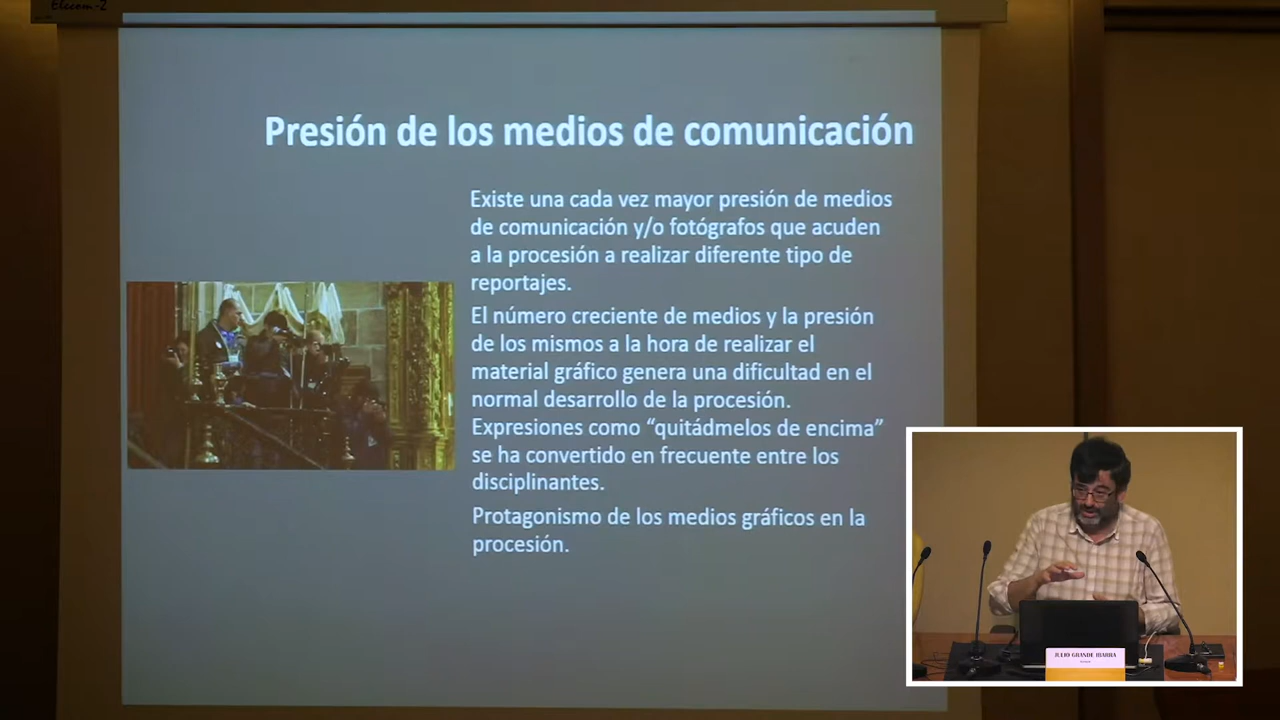 Elecom-2
Presión de los medios de comunicación
Existe una cada vez mayor presión de medios
de comunicación y/o fotógrafos que acuden
a la procesión a realizar diferente tipo de
reportajes.
El número creciente de medios y la presión
de los mismos a la hora de realizar el
material gráfico genera una dificultad en el
normal desarrollo de la procesión.
Expresiones como “quitádmelos de encima”
se ha convertido en frecuente entre los
disciplinantes.
Protagonismo de los medios gráficos en la
procesión.
JULIO GRANDE IBARRA